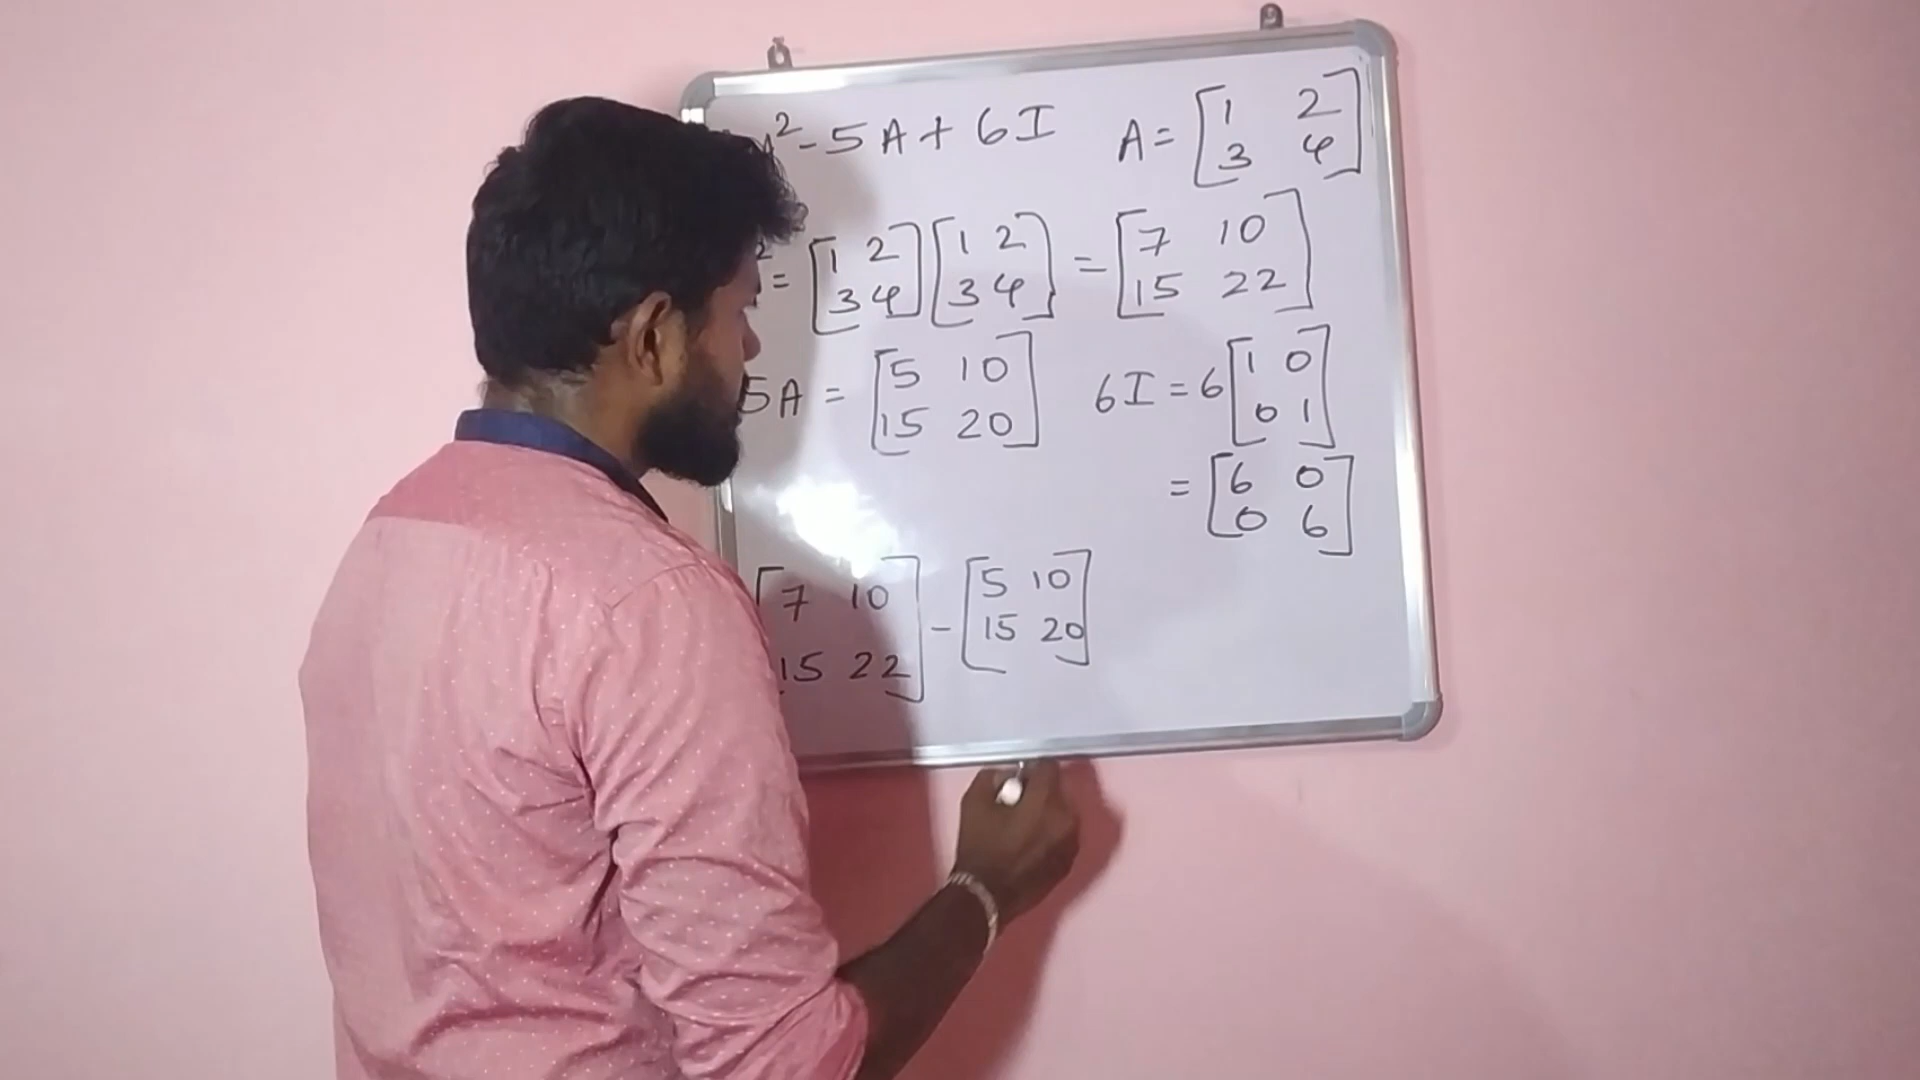 A² - 5A + 6I A = [1 2
3 4]
² = [1 2 [1 2 = [7 10
3 4] 3 4] 15 22]
5A = [5 10 6I = 6 [1 0
15 20] 0 1]
= [6 0
0 6]
[7 10 - [5 10
15 22] 15 20]